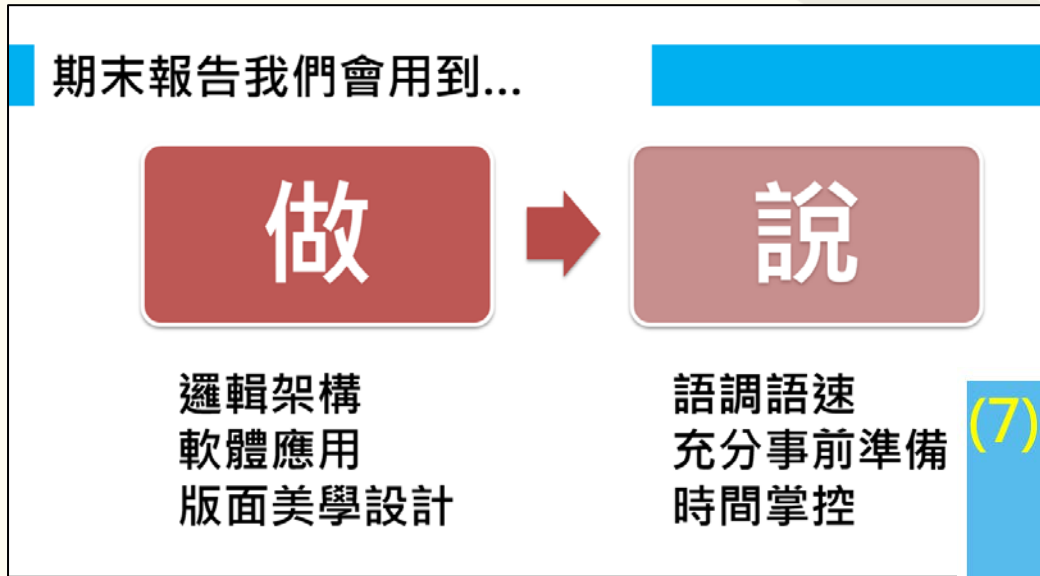 期末報告我們會用到...
做
說
邏輯架構
軟體應用
版面美學設計
語調語速
充分事前準備
時間掌控
(7)